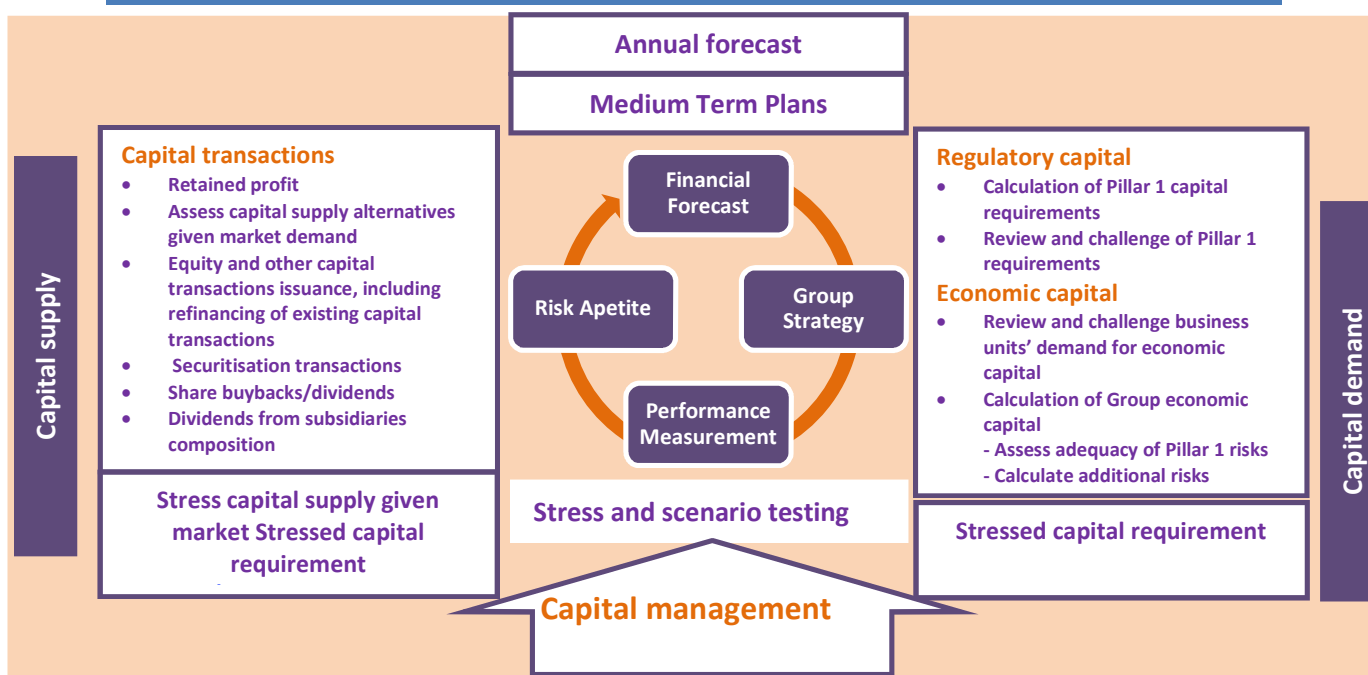 Annual forecast
Medium Term Plans
Capital supply
Capital transactions
• Retained profit
• Assess capital supply alternatives
given market demand
• Equity and other capital
transactions issuance, including
refinancing of existing capital
transactions
• Securitisation transactions
• Share buybacks/dividends
• Dividends from subsidiaries
composition
Stress capital supply given
market Stressed capital
requirement
Financial
Forecast
Group
Strategy
Performance
Measurement
Risk Apetite
Stress and scenario testing
Capital management
Regulatory capital
• Calculation of Pillar 1 capital
requirements
• Review and challenge of Pillar 1
requirements
Economic capital
• Review and challenge business
units’ demand for economic
capital
• Calculation of Group economic
capital
- Assess adequacy of Pillar 1 risks
- Calculate additional risks
Stressed capital requirement
Capital demand